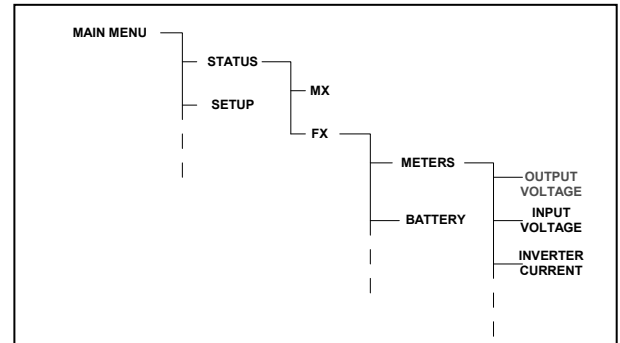 MAIN MENU
STATUS
SETUP
MX
FX
METERS
BATTERY
OUTPUT
VOLTAGE
INPUT
VOLTAGE
INVERTER
CURRENT